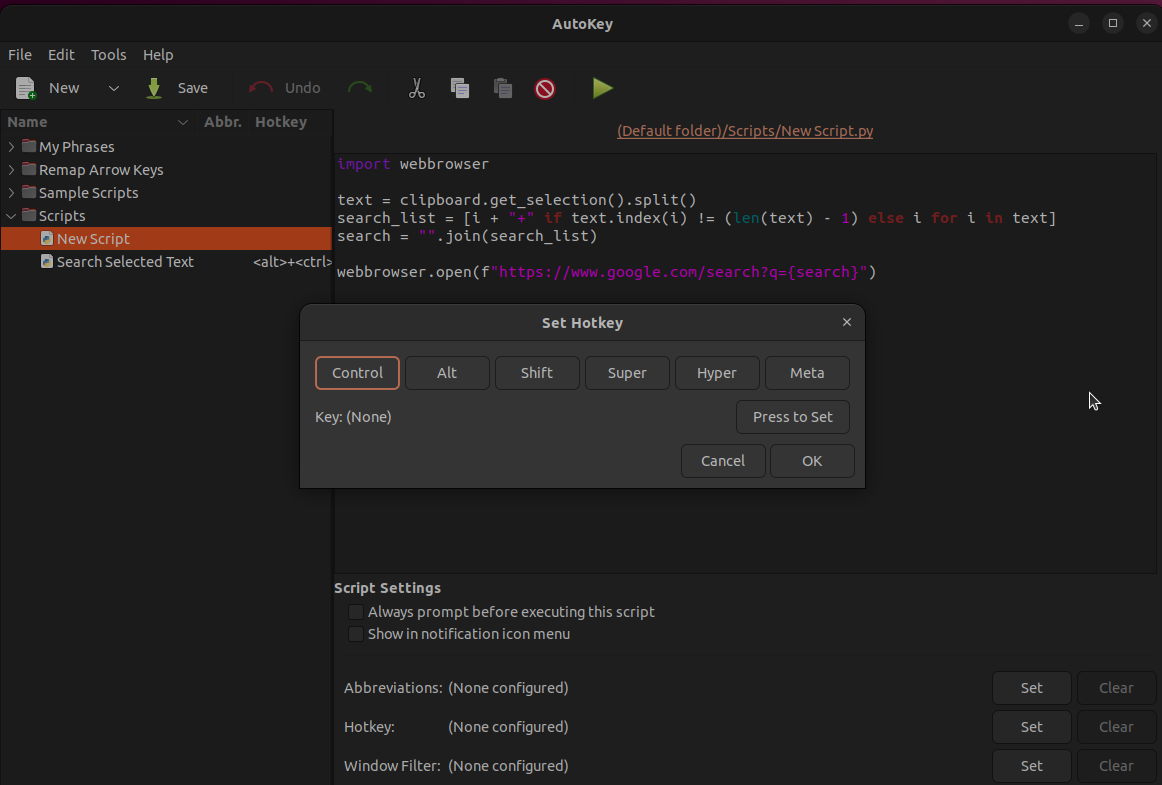 AutoKey
File Edit Tools Help
New Save Undo
Name Abbr. Hotkey
My Phrases
Remap Arrow Keys
Sample Scripts
Scripts
New Script
Search Selected Text <alt>+<ctrl>
(Default folder)/Scripts/New Script.py
import webbrowser
text = clipboard.get_selection().split()
search_list = [i + "+" if text.index(i) != (len(text) - 1) else i for i in text]
search = "".join(search_list)
webbrowser.open(f"https://www.google.com/search?q={search}")
Set Hotkey
Control Alt Shift Super Hyper Meta
Key: (None) Press to Set
Cancel OK
Script Settings
Always prompt before executing this script
Show in notification icon menu
Abbreviations: (None configured) Set Clear
Hotkey: (None configured) Set Clear
Window Filter: (None configured) Set Clear